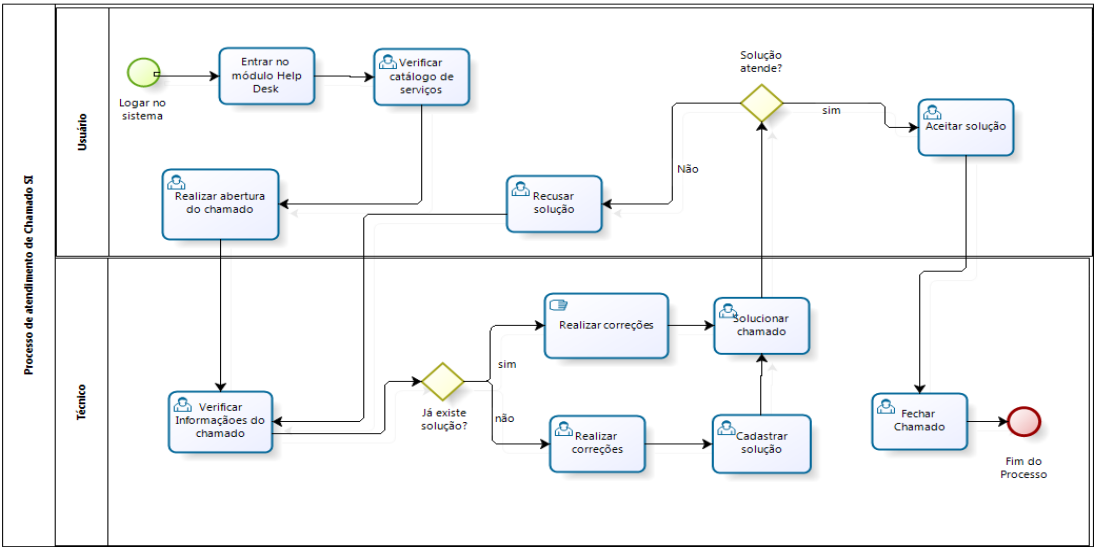 Processo de atendimento de Chamado SI
Usuário
Logar no
sistema
Entrar no
módulo Help
Desk
Verificar
catálogo de
serviços
Realizar abertura
do chamado
Recusar
solução
Não
Solução
atende?
sim
Aceitar solução
Técnico
Verificar
Informaçãoes do
chamado
Já existe
solução?
sim
não
Realizar correções
Realizar
correções
Solucionar
chamado
Cadastrar
solução
Fechar
Chamado
Fim do
Processo